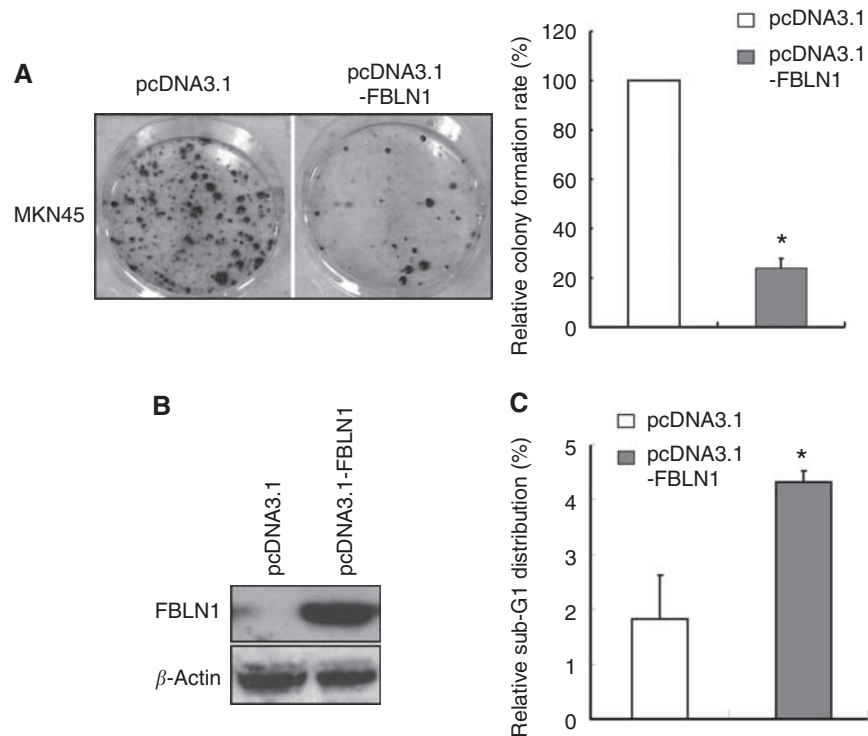 A
pcDNA3.1
pcDNA3.1
-FBLN1
MKN45
Relative colony formation rate (%)
120
100
80
60
40
20
0
*
pcDNA3.1
pcDNA3.1
-FBLN1
B
pcDNA3.1
pcDNA3.1-FBLN1
FBLN1
β-Actin
C
Relative sub-G1 distribution (%)
5
4
3
2
1
0
*
pcDNA3.1
pcDNA3.1
-FBLN1